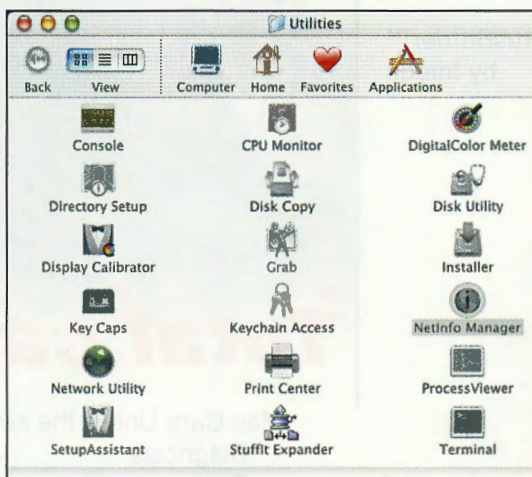 Utilities
Back View Computer Home Favorites Applications
Console CPU Monitor DigitalColor Meter
Directory Setup Disk Copy Disk Utility
Display Calibrator Grab Installer
Key Caps Keychain Access NetInfo Manager
Network Utility Print Center ProcessViewer
SetupAssistant StuffIt Expander Terminal